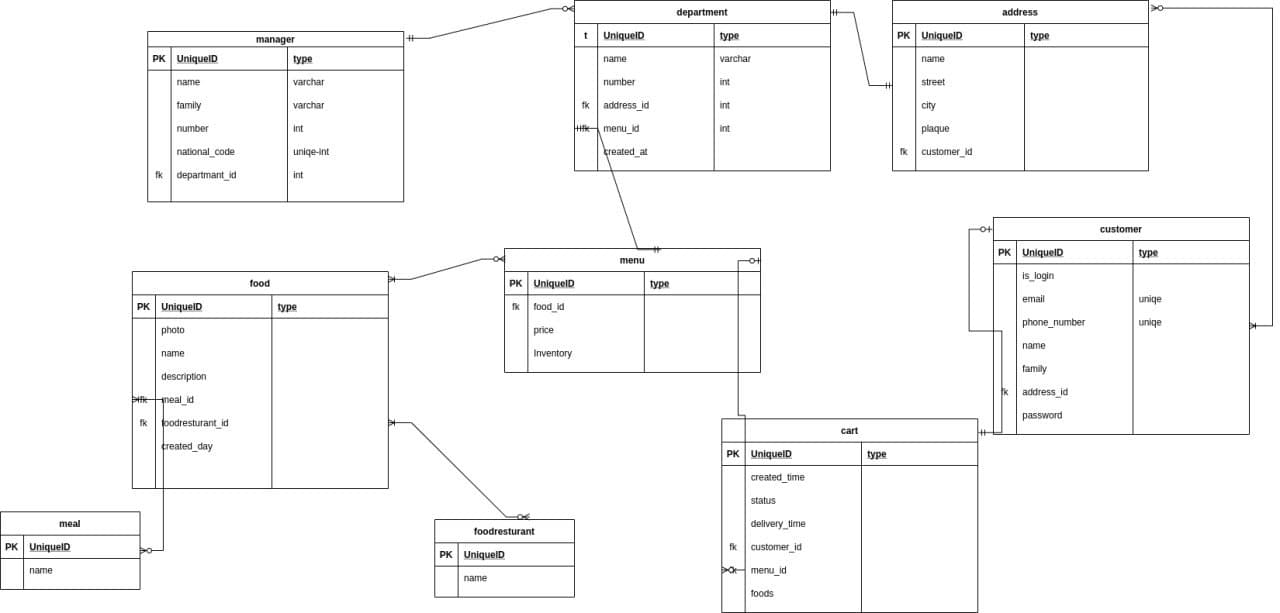 manager
PK UniqueID type
name varchar
family varchar
number int
national_code uniqe-int
fk departmant_id int
department
t UniqueID type
name varchar
number int
fk address_id int
fk menu_id int
created_at
address
PK UniqueID type
name
street
city
plaque
fk customer_id
customer
PK UniqueID type
is_login
email uniqe
phone_number uniqe
name
family
fk address_id
password
menu
PK UniqueID type
fk food_id
price
Inventory
food
PK UniqueID type
photo
name
description
fk meal_id
fk foodresturant_id
created_day
cart
PK UniqueID type
created_time
status
delivery_time
fk customer_id
fk menu_id
foods
meal
PK UniqueID
name
foodresturant
PK UniqueID
name